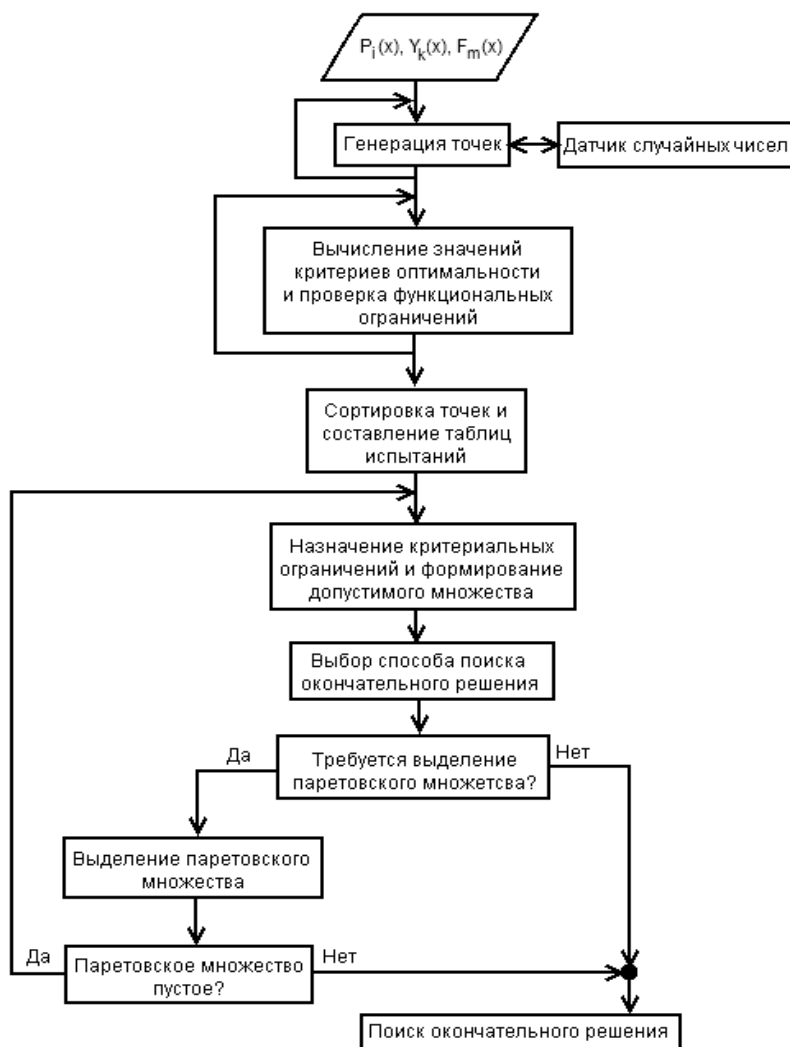 P_i(x), Y_k(x), F_m(x)
Генерация точек
Датчик случайных чисел
Вычисление значений
критериев оптимальности
и проверка функциональных
ограничений
Сортировка точек и
составление таблиц
испытаний
Назначение критериальных
ограничений и формирование
допустимого множества
Выбор способа поиска
окончательного решения
Да
Требуется выделение
паретовского множетсва?
Нет
Выделение паретовского
множества
Да
Паретовское множество
пустое?
Нет
Поиск окончательного решения